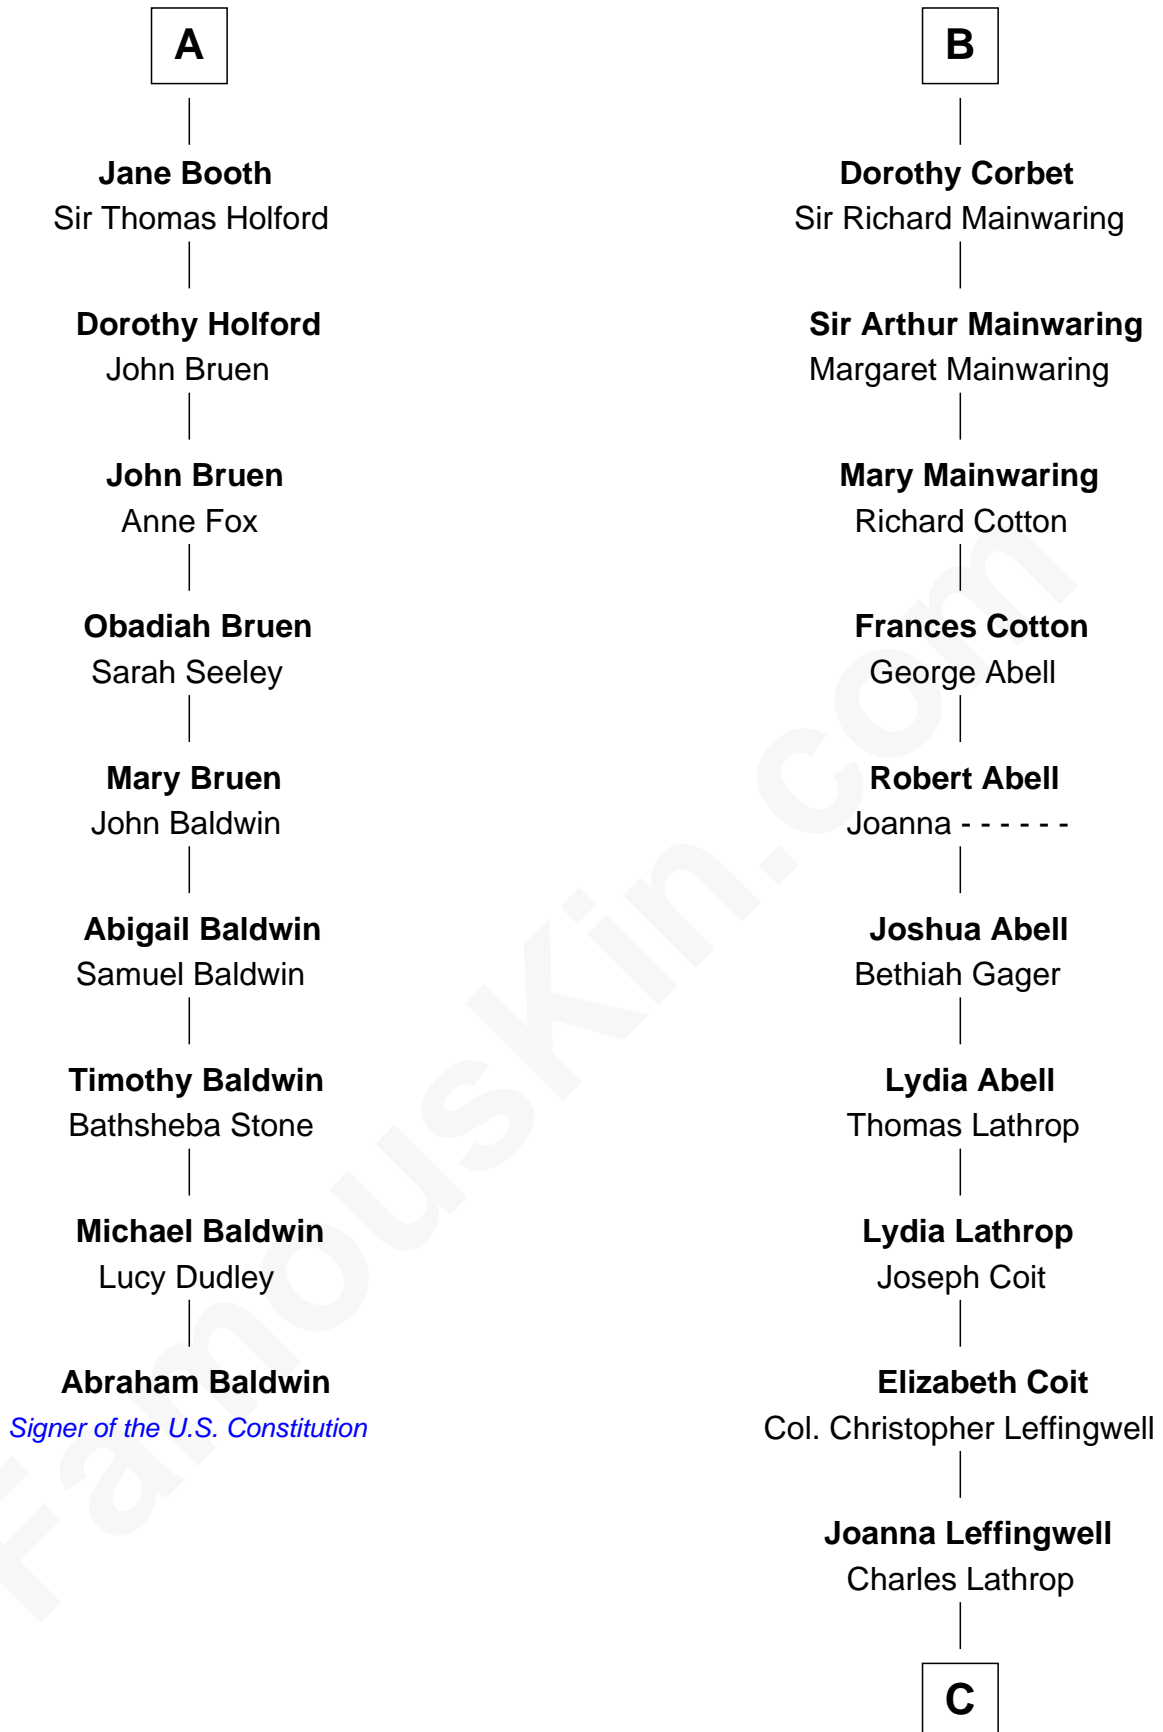 A
Jane Booth
Sir Thomas Holford
Dorothy Holford
John Bruen
John Bruen
Anne Fox
Obadiah Bruen
Sarah Seeley
Mary Bruen
John Baldwin
Abigail Baldwin
Samuel Baldwin
Timothy Baldwin
Bathsheba Stone
Michael Baldwin
Lucy Dudley
Abraham Baldwin
Signer of the U.S. Constitution
B
Dorothy Corbet
Sir Richard Mainwaring
Sir Arthur Mainwaring
Margaret Mainwaring
Mary Mainwaring
Richard Cotton
Frances Cotton
George Abell
Robert Abell
Joanna - - - - - -
Joshua Abell
Bethiah Gager
Lydia Abell
Thomas Lathrop
Lydia Lathrop
Joseph Coit
Elizabeth Coit
Col. Christopher Leffingwell
Joanna Leffingwell
Charles Lathrop
C
FamousKin.com